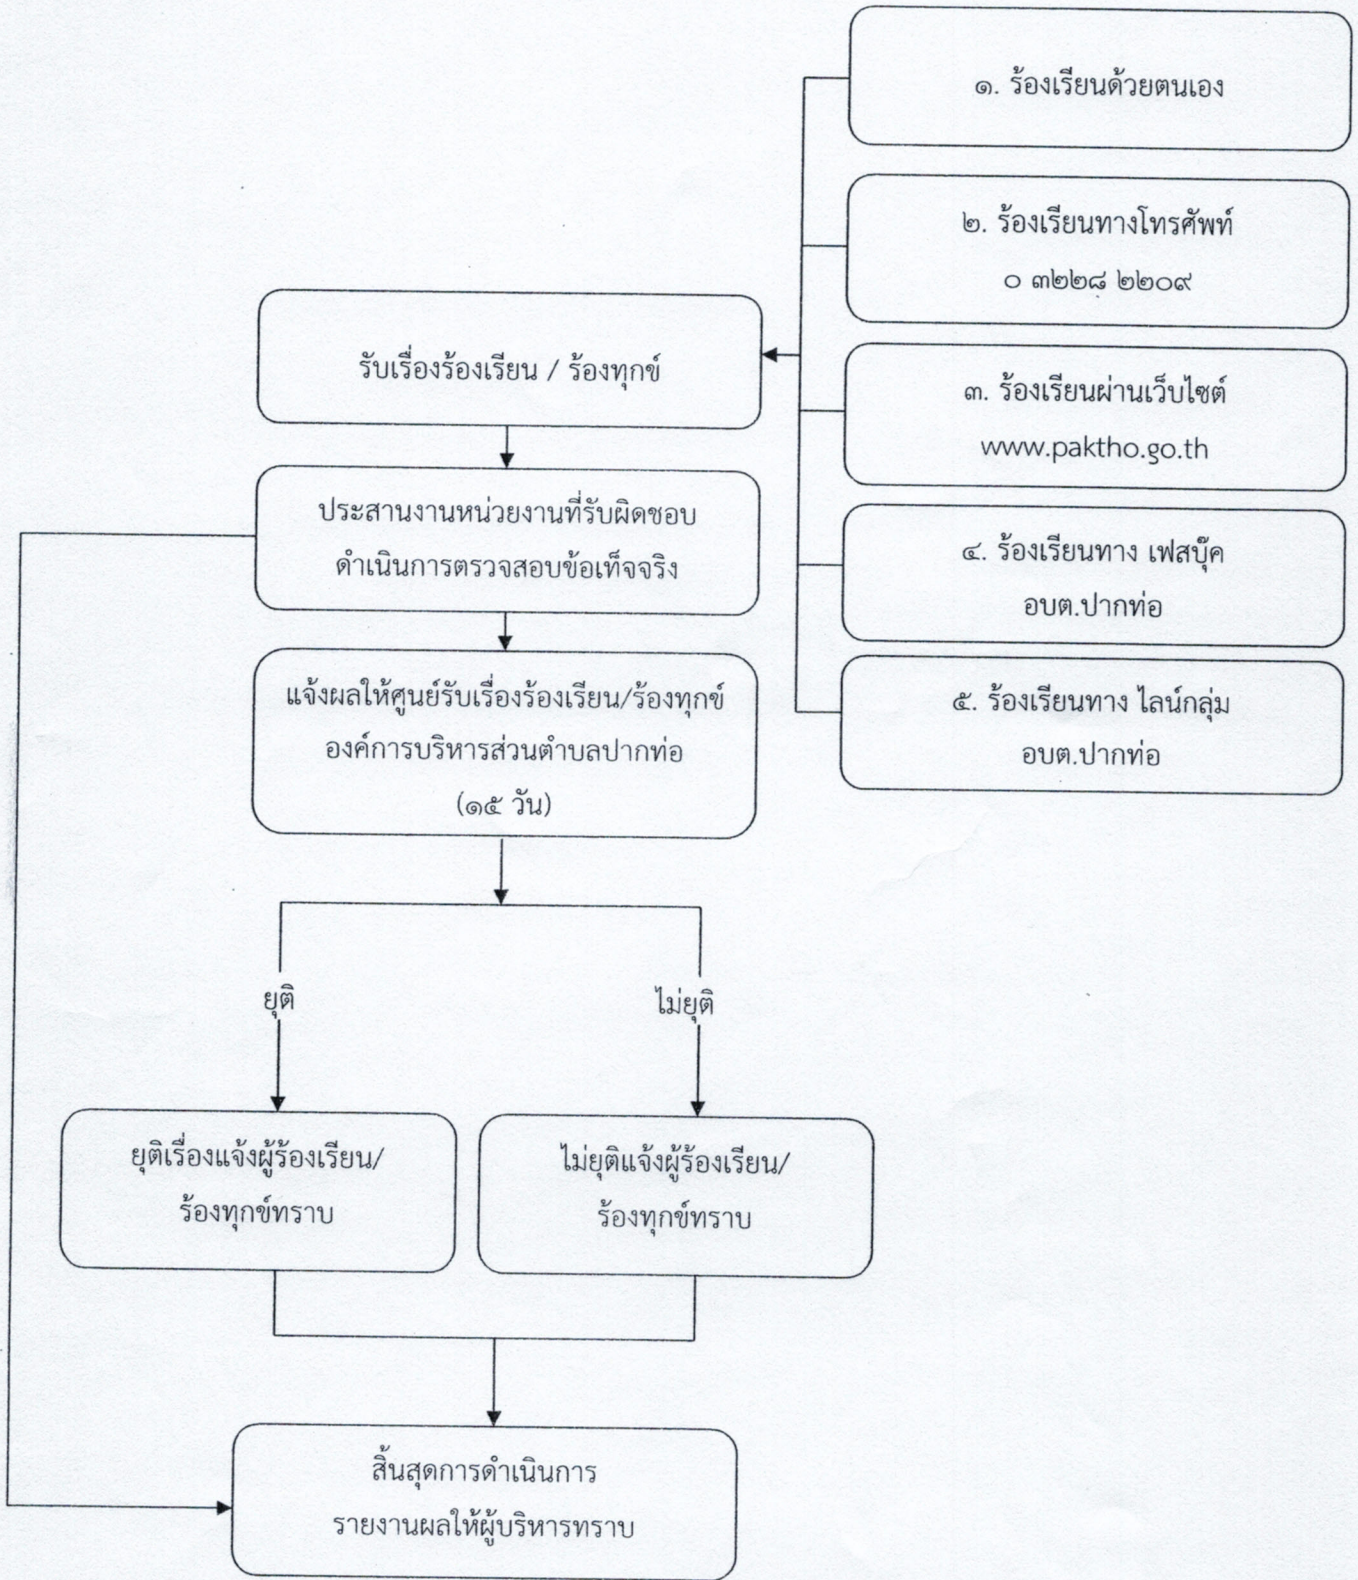 ๑. ร้องเรียนด้วยตนเอง
๒. ร้องเรียนทางโทรศัพท์
๐ ๓๒๒๘ ๒๒๐๙
๓. ร้องเรียนผ่านเว็บไซต์
www.paktho.go.th
๔. ร้องเรียนทาง เฟสบุ๊ค
อบต.ปากท่อ
๕. ร้องเรียนทาง ไลน์กลุ่ม
อบต.ปากท่อ
รับเรื่องร้องเรียน / ร้องทุกข์
ประสานงานหน่วยงานที่รับผิดชอบ
ดำเนินการตรวจสอบข้อเท็จจริง
แจ้งผลให้ศูนย์รับเรื่องร้องเรียน/ร้องทุกข์
องค์การบริหารส่วนตำบลปากท่อ
(๑๕ วัน)
ยุติ
ไม่ยุติ
ยุติเรื่องแจ้งผู้ร้องเรียน/
ร้องทุกข์ทราบ
ไม่ยุติแจ้งผู้ร้องเรียน/
ร้องทุกข์ทราบ
สิ้นสุดการดำเนินการ
รายงานผลให้ผู้บริหารทราบ